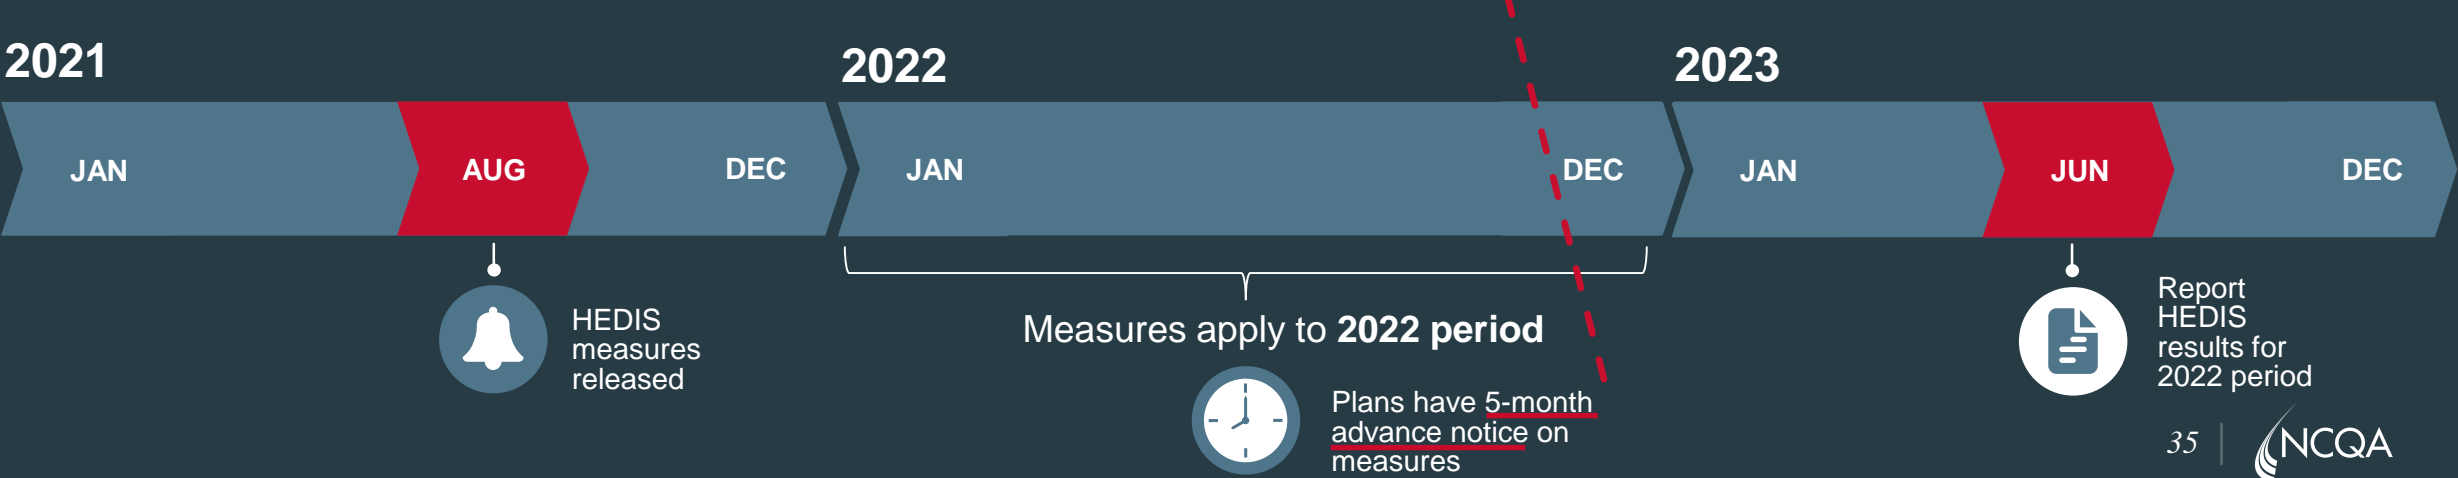 2021
2022
2023
JAN
AUG
DEC
JAN
DEC
JAN
JUN
DEC
HEDIS
measures
released
Measures apply to 2022 period
Plans have 5-month
advance notice on
measures
Report
HEDIS
results for
2022 period
35
NCQA